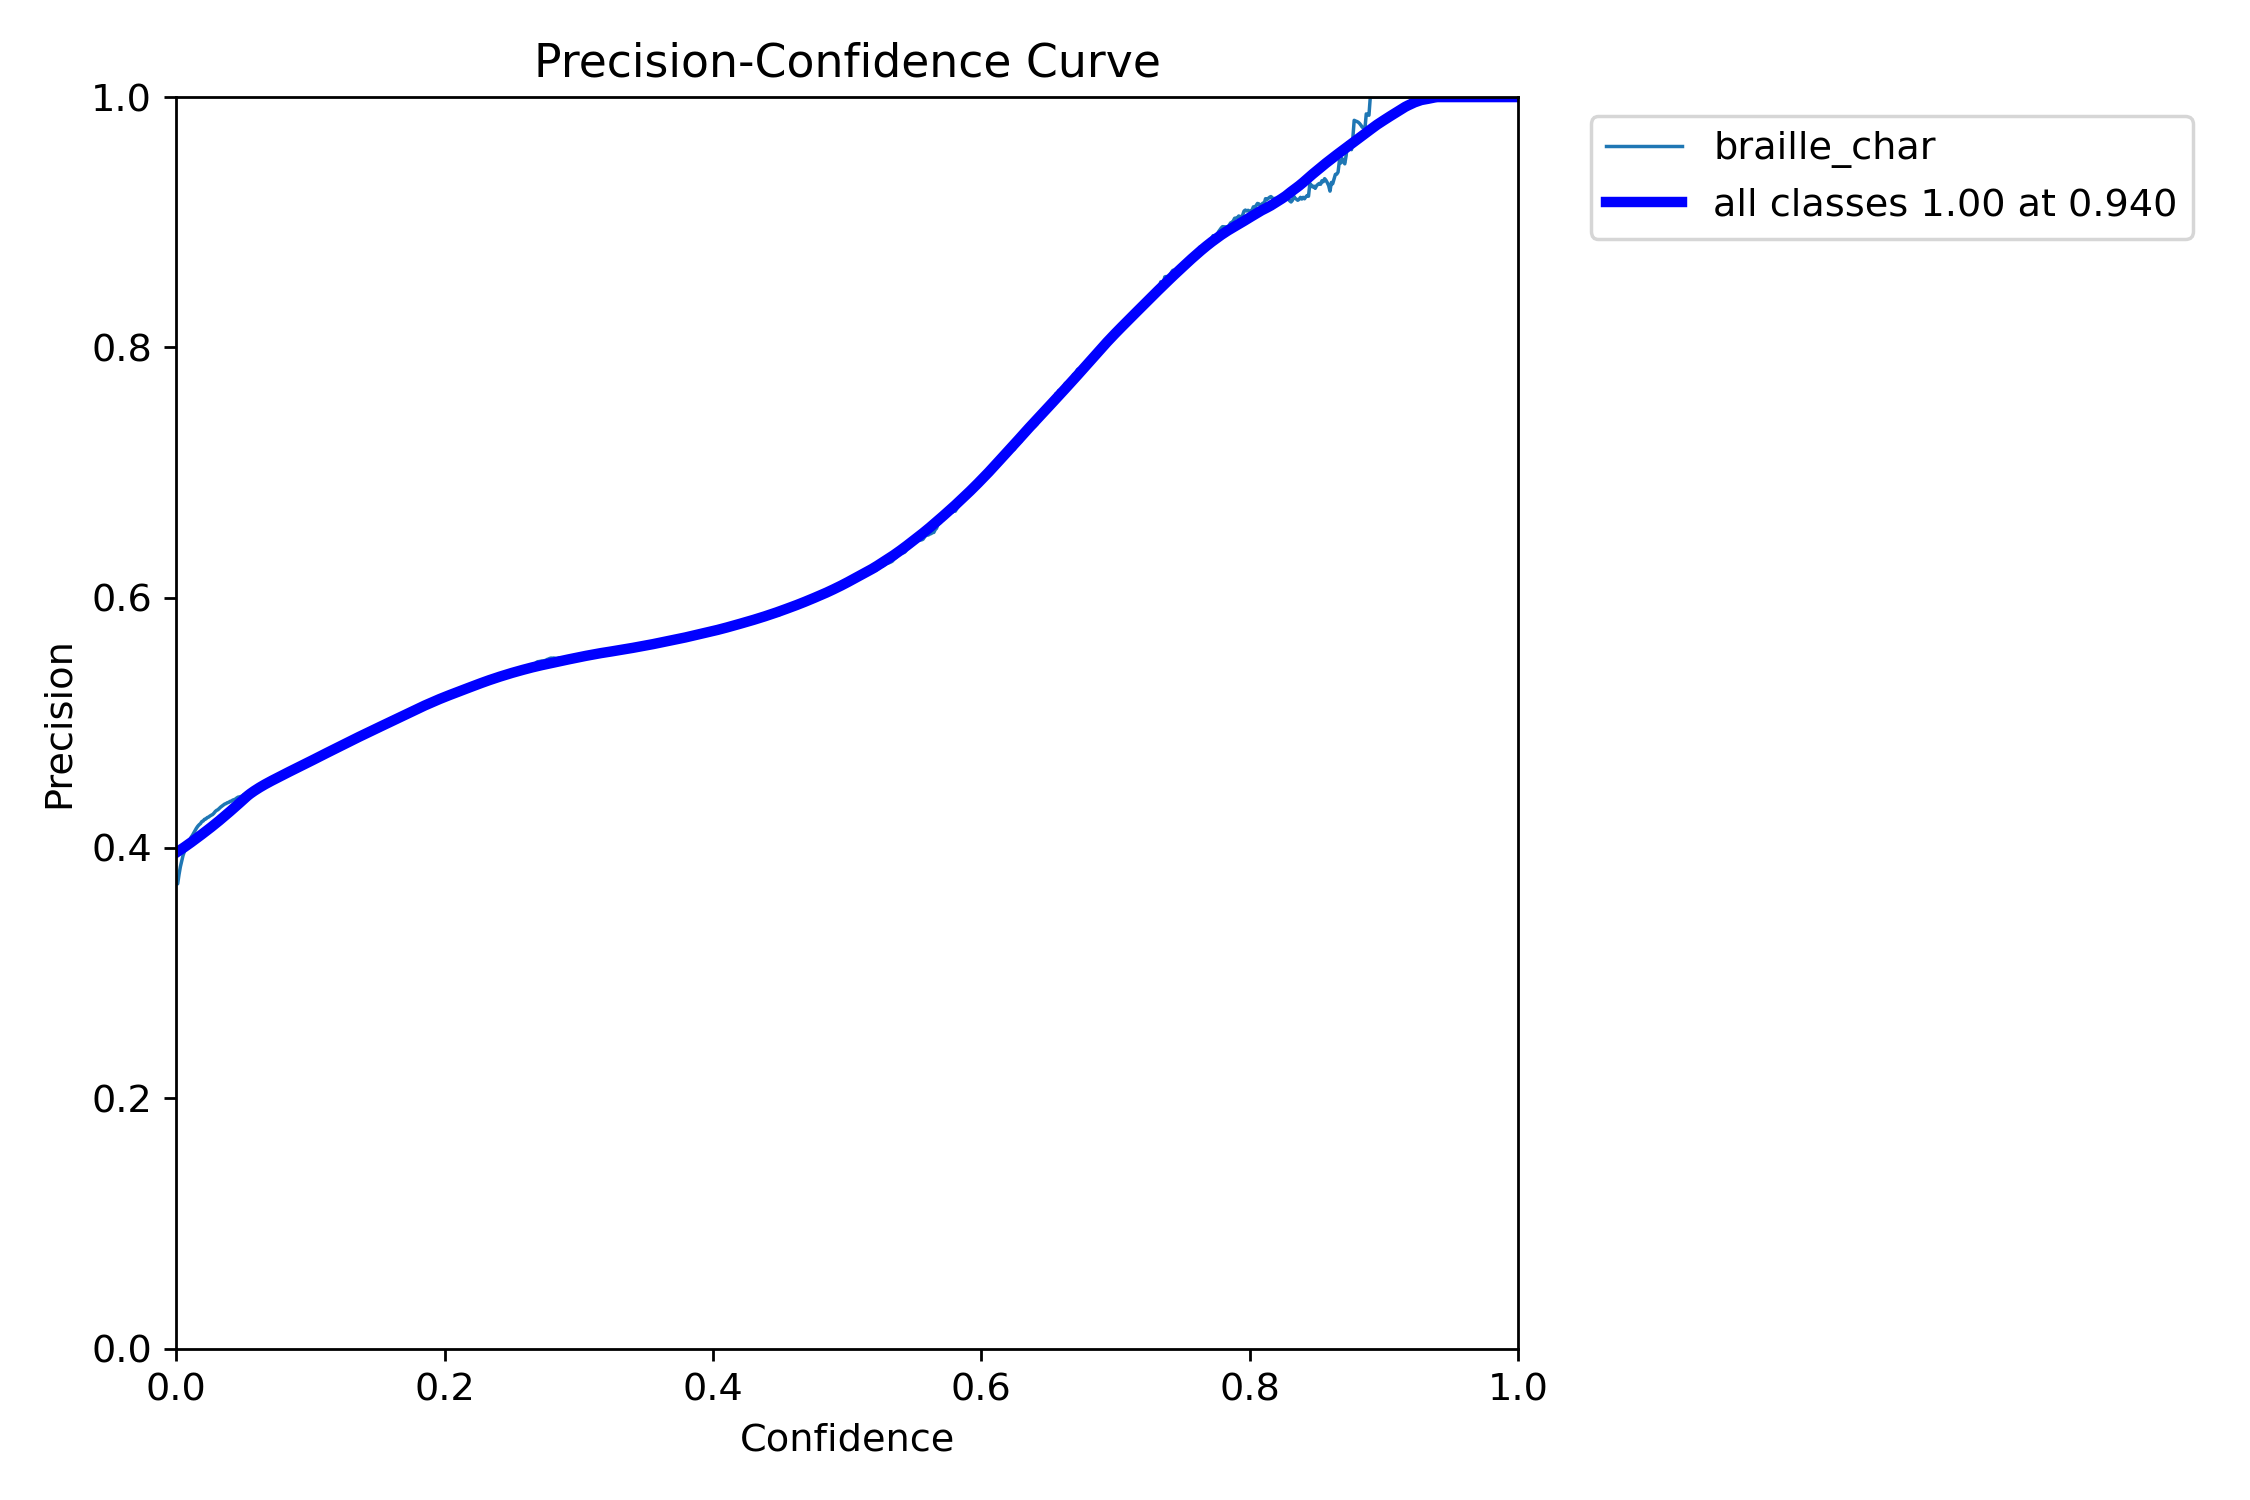 Precision-Confidence Curve
1.0
0.8
0.6
0.4
0.2
0.0
Precision
0.0 0.2 0.4 0.6 0.8 1.0
Confidence
braille_char
all classes 1.00 at 0.940